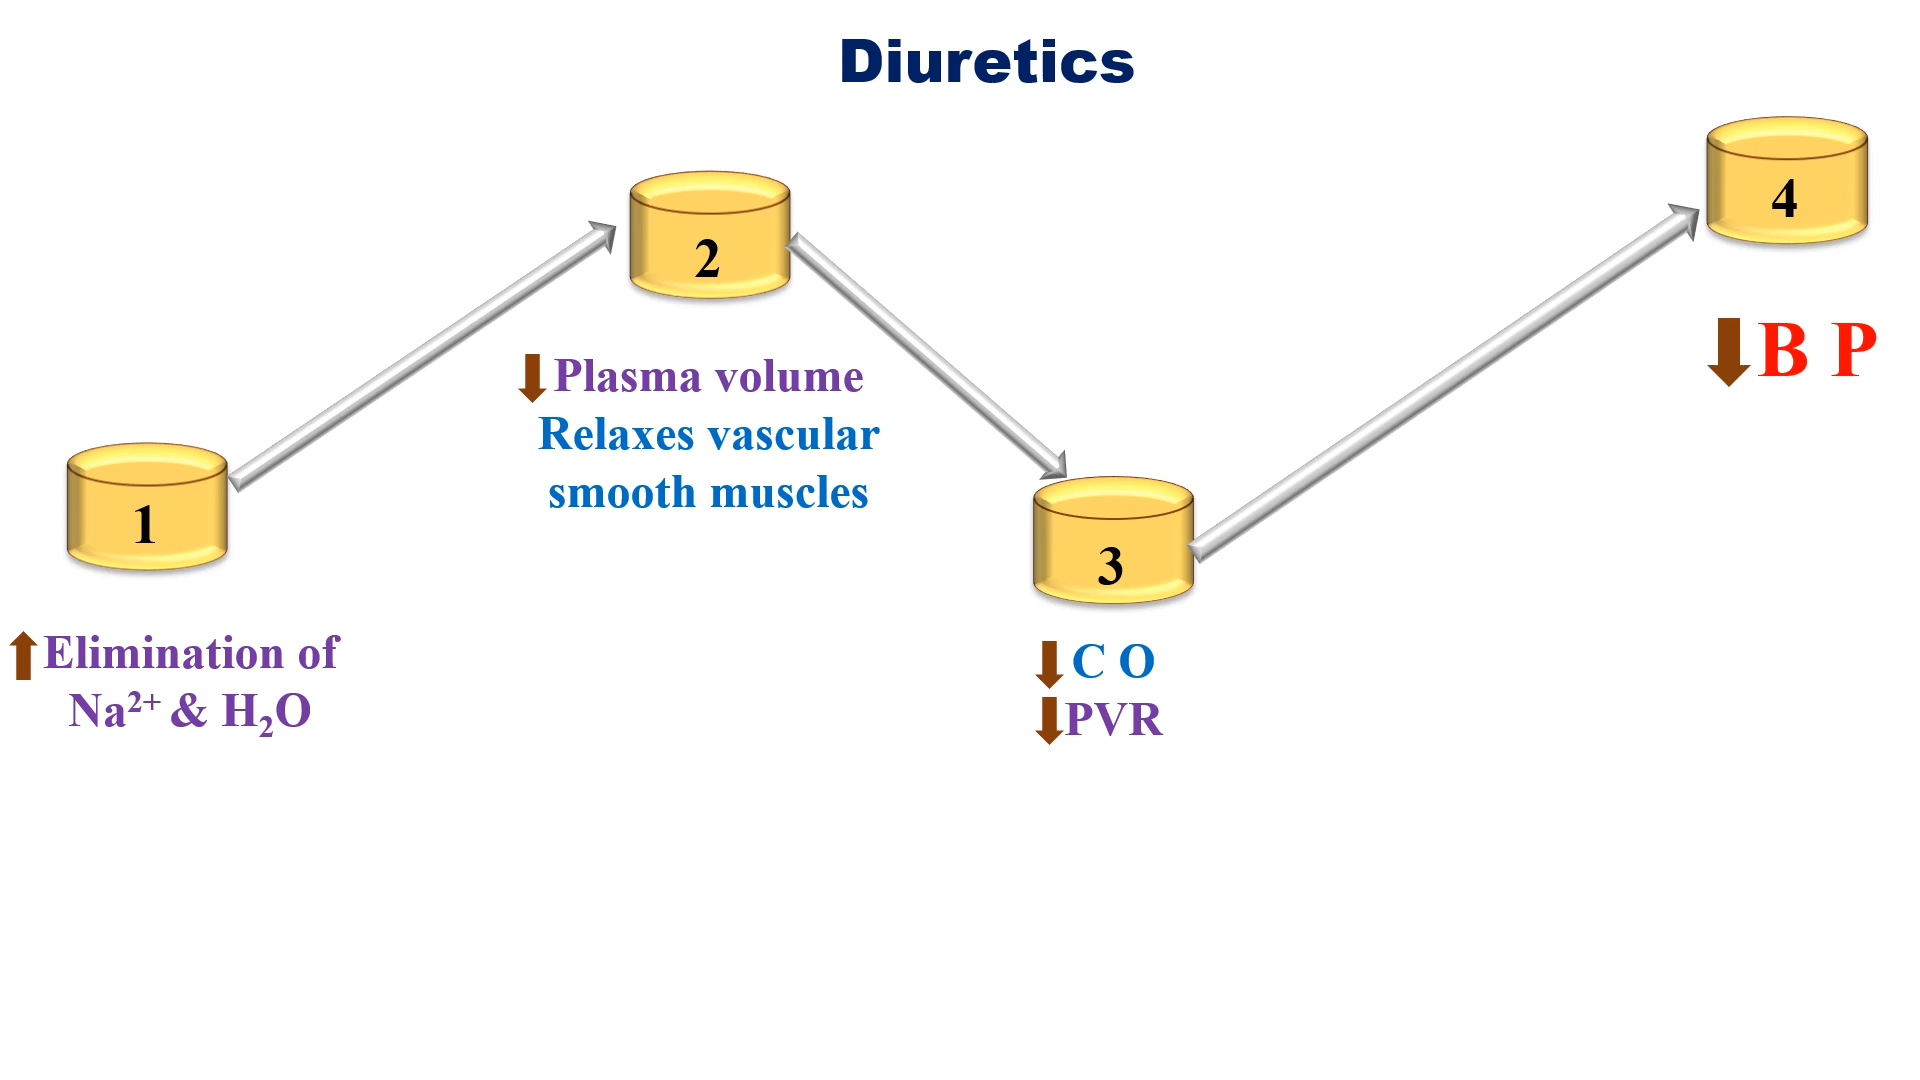 Diuretics
1
Elimination of
Na²⁺ & H₂O
2
Plasma volume
Relaxes vascular
smooth muscles
3
C O
PVR
4
B P